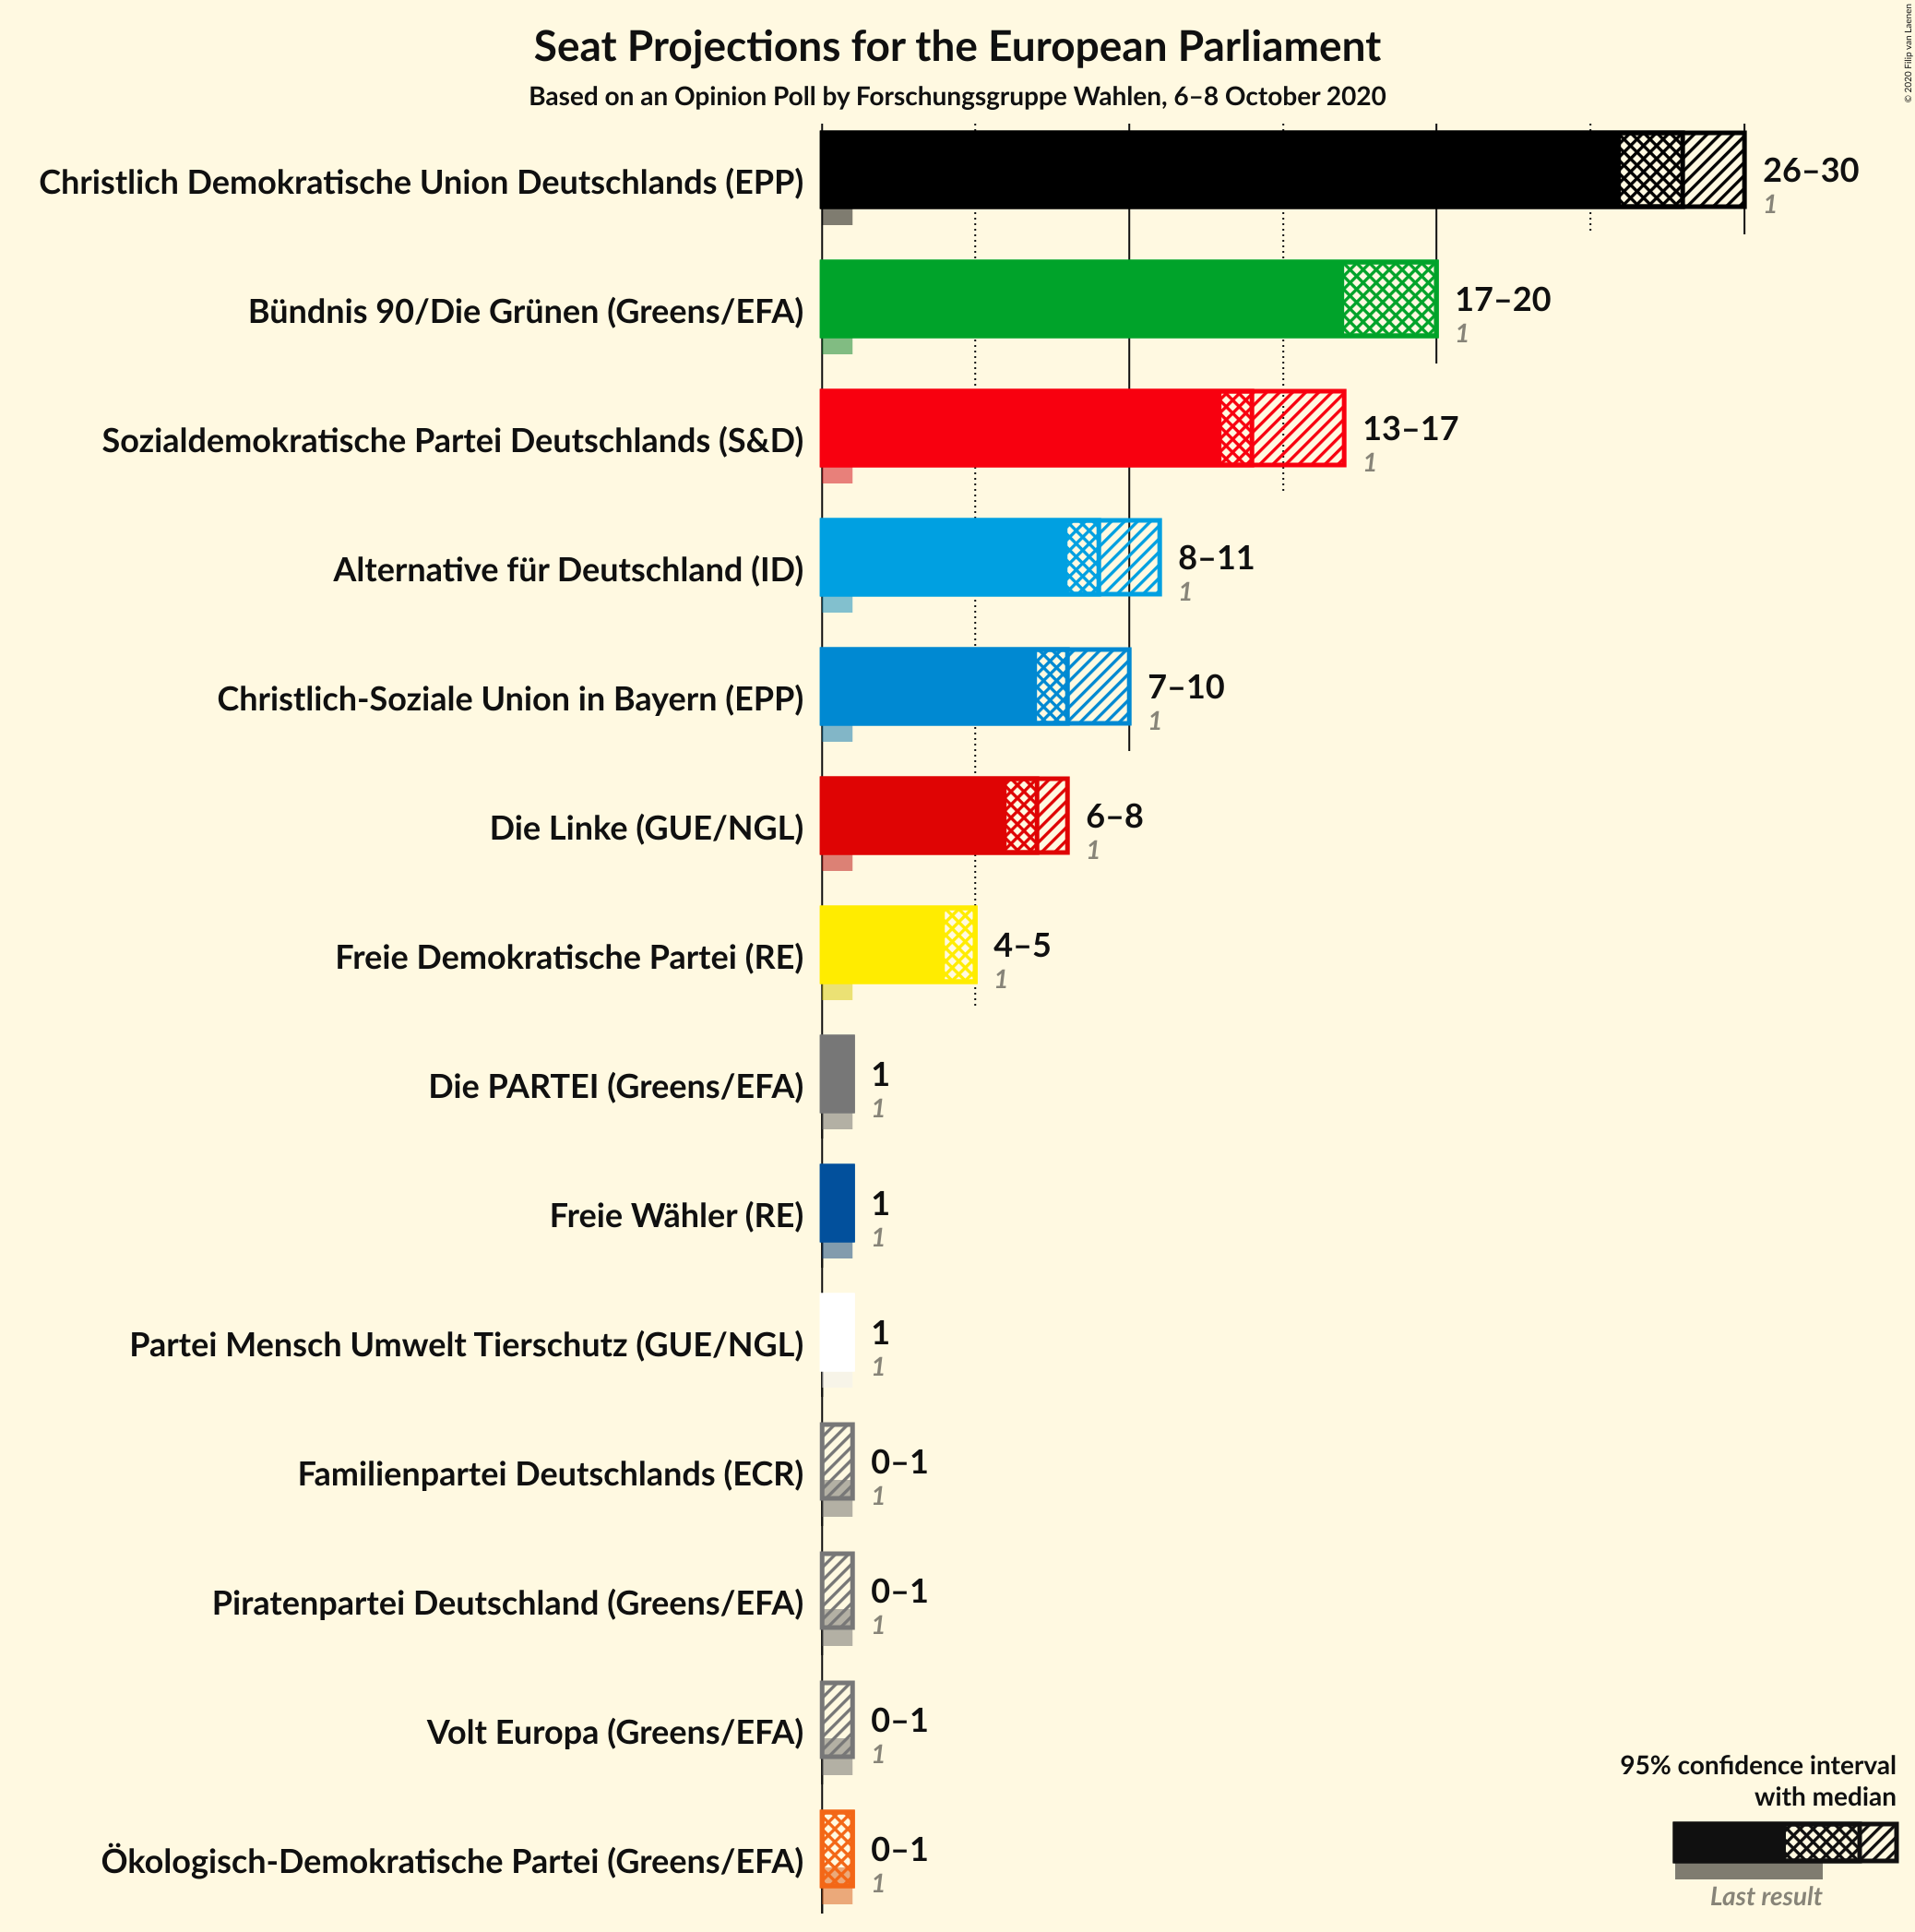 Seat Projections for the European Parliament
Based on an Opinion Poll by Forschungsgruppe Wahlen, 6–8 October 2020
© 2020 Filip van Laenen
Christlich Demokratische Union Deutschlands (EPP)
26–30
1
Bündnis 90/Die Grünen (Greens/EFA)
17–20
1
Sozialdemokratische Partei Deutschlands (S&D)
13–17
1
Alternative für Deutschland (ID)
8–11
1
Christlich-Soziale Union in Bayern (EPP)
7–10
1
Die Linke (GUE/NGL)
6–8
1
Freie Demokratische Partei (RE)
4–5
1
Die PARTEI (Greens/EFA)
1
1
Freie Wähler (RE)
1
1
Partei Mensch Umwelt Tierschutz (GUE/NGL)
1
1
Familienpartei Deutschlands (ECR)
0–1
1
Piratenpartei Deutschland (Greens/EFA)
0–1
1
Volt Europa (Greens/EFA)
0–1
1
Ökologisch-Demokratische Partei (Greens/EFA)
0–1
1
95% confidence interval
with median
Last result